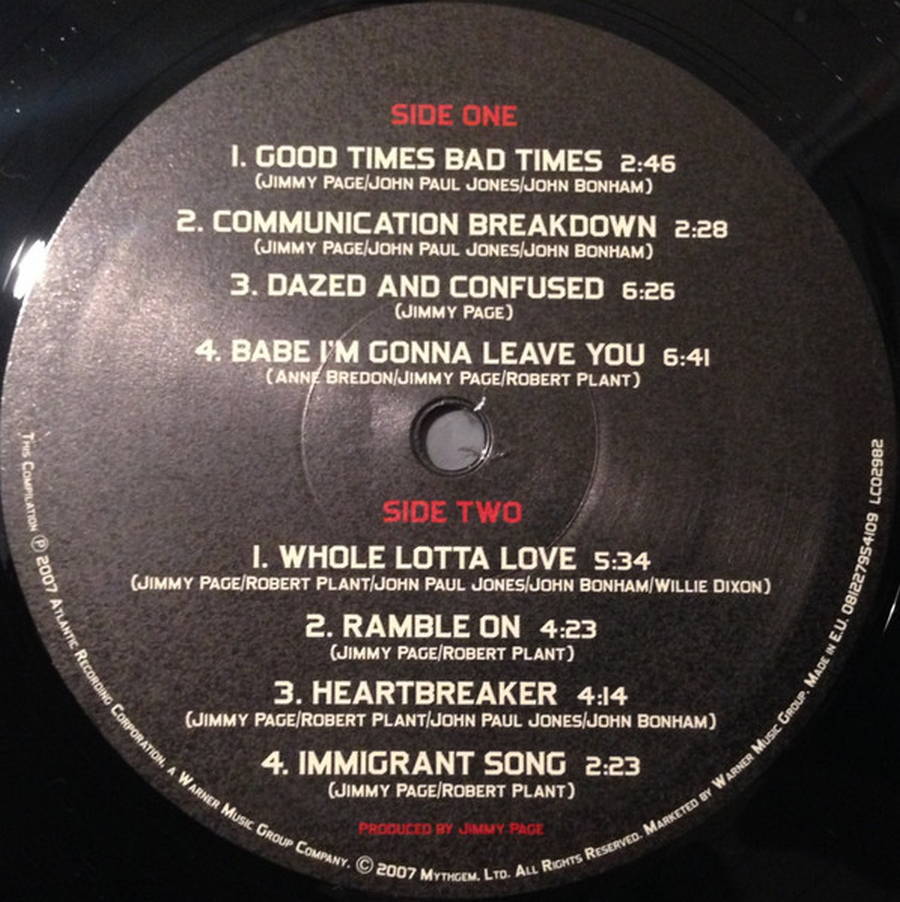 SIDE ONE
1. GOOD TIMES BAD TIMES 2:46
(JIMMY PAGE/JOHN PAUL JONES/JOHN BONHAM)
2. COMMUNICATION BREAKDOWN 2:28
(JIMMY PAGE/JOHN PAUL JONES/JOHN BONHAM)
3. DAZED AND CONFUSED 6:26
(JIMMY PAGE)
4. BABE I'M GONNA LEAVE YOU 6:41
(ANNE BREDON/JIMMY PAGE/ROBERT PLANT)
SIDE TWO
1. WHOLE LOTTA LOVE 5:34
(JIMMY PAGE/ROBERT PLANT/JOHN PAUL JONES/JOHN BONHAM/WILLIE DIXON)
2. RAMBLE ON 4:23
(JIMMY PAGE/ROBERT PLANT)
3. HEARTBREAKER 4:14
(JIMMY PAGE/ROBERT PLANT/JOHN PAUL JONES/JOHN BONHAM)
4. IMMIGRANT SONG 2:23
(JIMMY PAGE/ROBERT PLANT)
PRODUCED BY JIMMY PAGE
THIS COMPILATION ℗ 2007 ATLANTIC RECORDING CORPORATION, A WARNER MUSIC GROUP COMPANY. © 2007 MYTHGEM, LTD. ALL RIGHTS RESERVED. MARKETED BY WARNER MUSIC GROUP. MADE IN E.U. 081227954109 LC02982